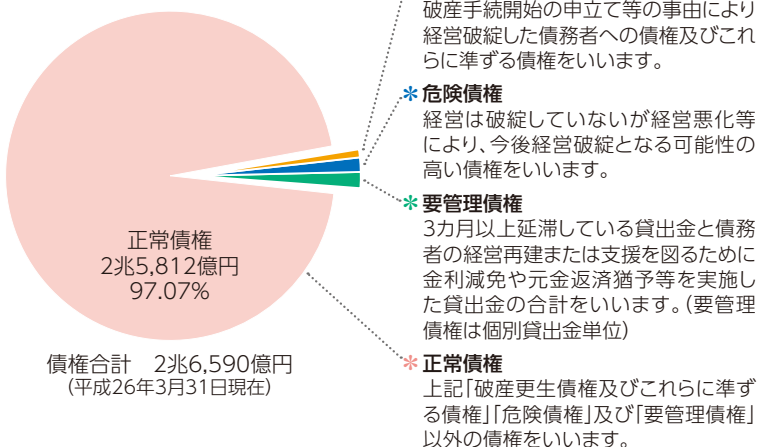 破産手続開始の申立て等の事由により
経営破綻した債務者への債権及びこれ
らに準ずる債権をいいます。
*危険債権
経営は破綻していないが経営悪化等
により、今後経営破綻となる可能性の
高い債権をいいます。
*要管理債権
3カ月以上延滞している貸出金と債務
者の経営再建または支援を図るために
金利減免や元金返済猶予等を実施し
た貸出金の合計をいいます。(要管理
債権は個別貸出金単位)
*正常債権
上記「破産更生債権及びこれらに準ず
る債権」「危険債権」及び「要管理債権」
以外の債権をいいます。
正常債権
2兆5,812億円
97.07%
債権合計　2兆6,590億円
(平成26年3月31日現在)